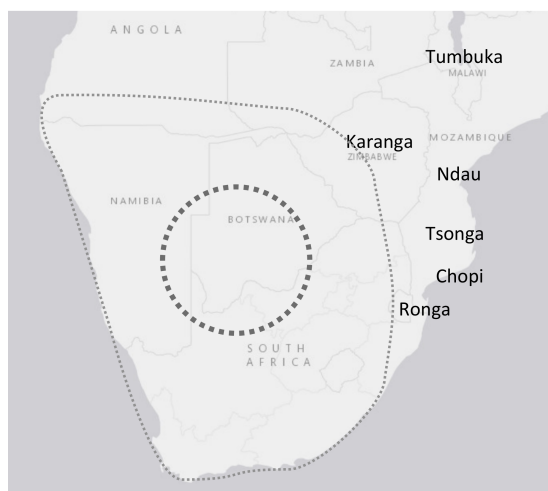 ANGOLA
Tumbuka
ZAMBIA
MALAWI
Karanga
MOZAMBIQUE
ZIMBABWE
Ndau
NAMIBIA
BOTSWANA
Tsonga
Chopi
Ronga
SOUTH
AFRICA